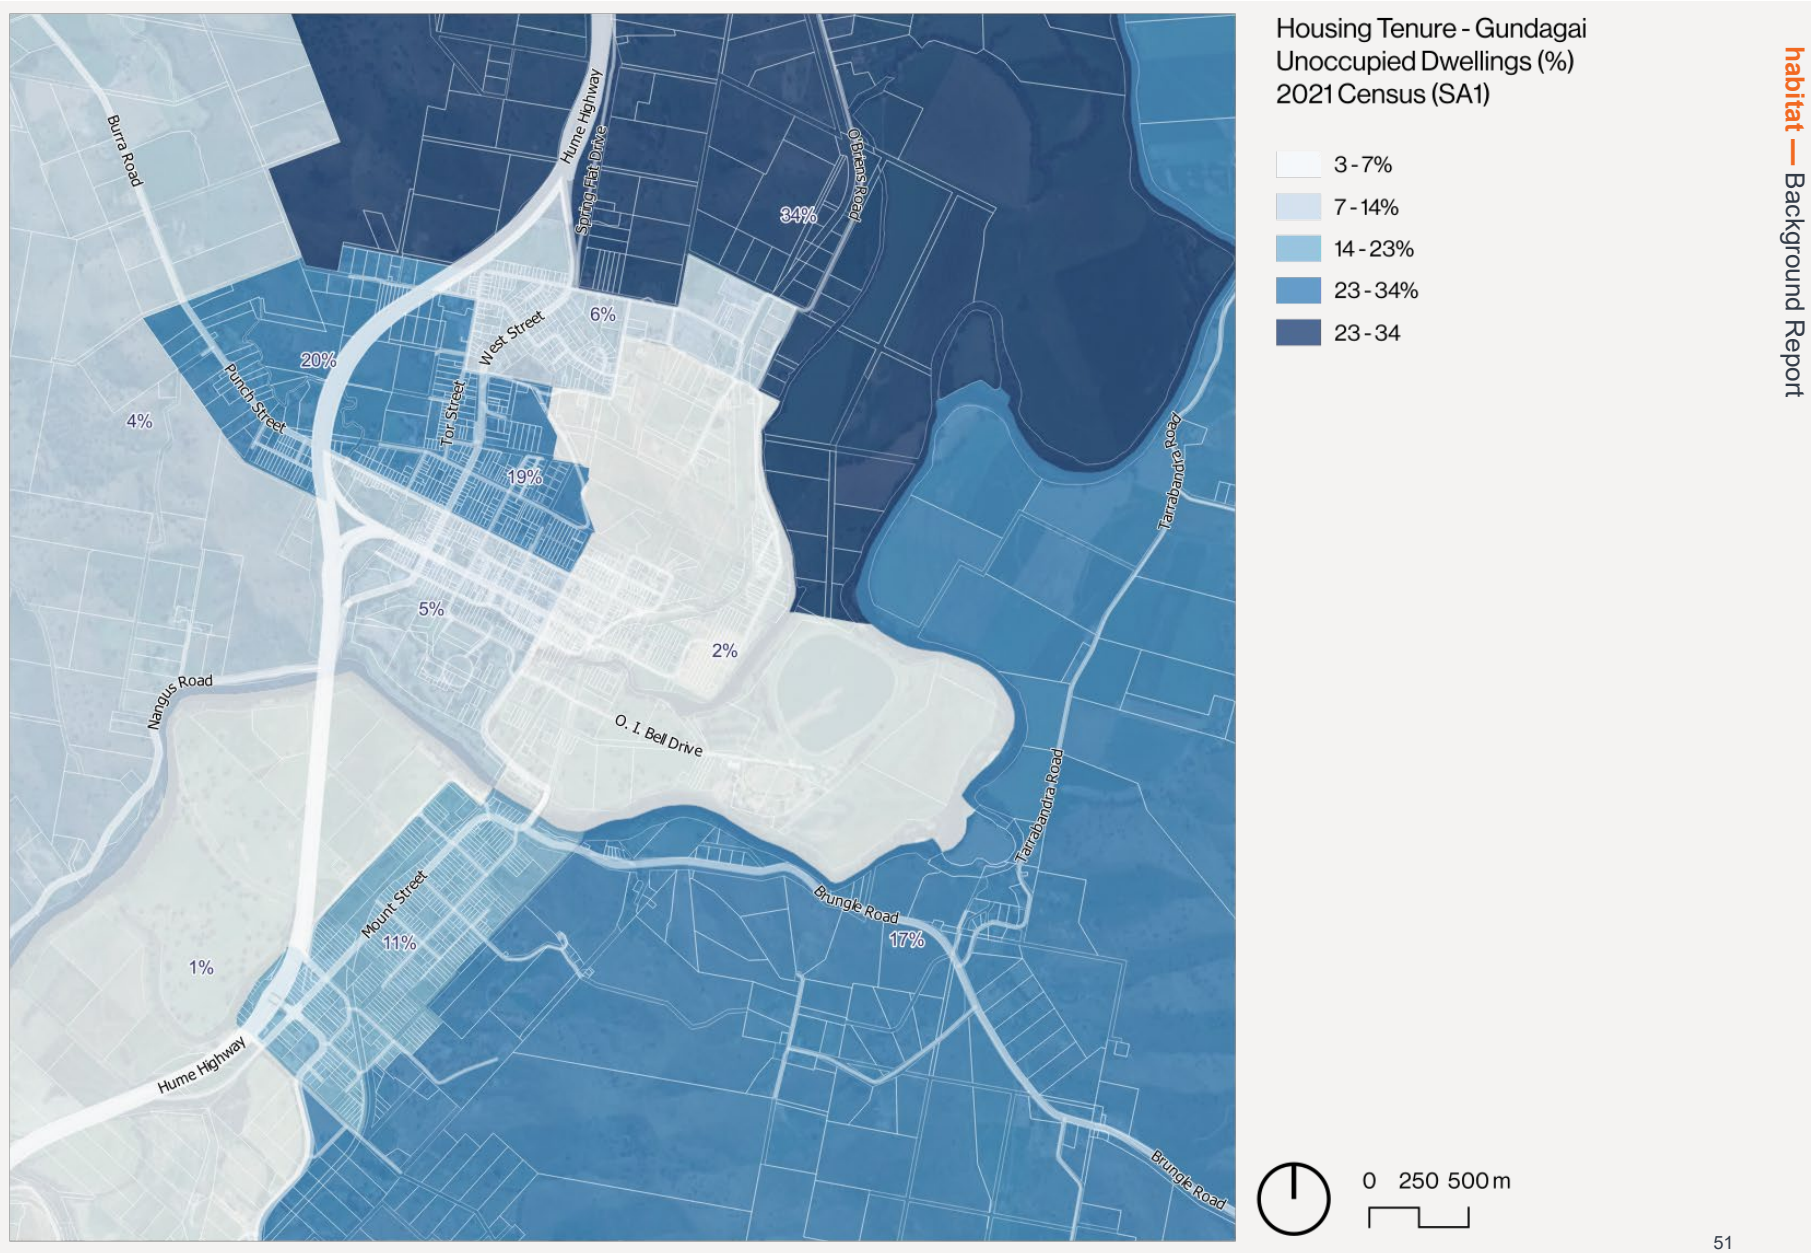 Housing Tenure - Gundagai
Unoccupied Dwellings (%)
2021 Census (SA1)
3 - 7%
7 - 14%
14 - 23%
23 - 34%
23 - 34
habitat — Background Report
Burra Road
Hume Highway
Spring Flat Drive
O'Briens Road
34%
6%
West Street
20%
Punch Street
Tor Street
4%
19%
Tarrabandra Road
5%
2%
Nangus Road
O. I. Bell Drive
Tarrabandra Road
Mount Street
Brungle Road
11%
17%
1%
Hume Highway
Brungle Road
0 250 500 m
51